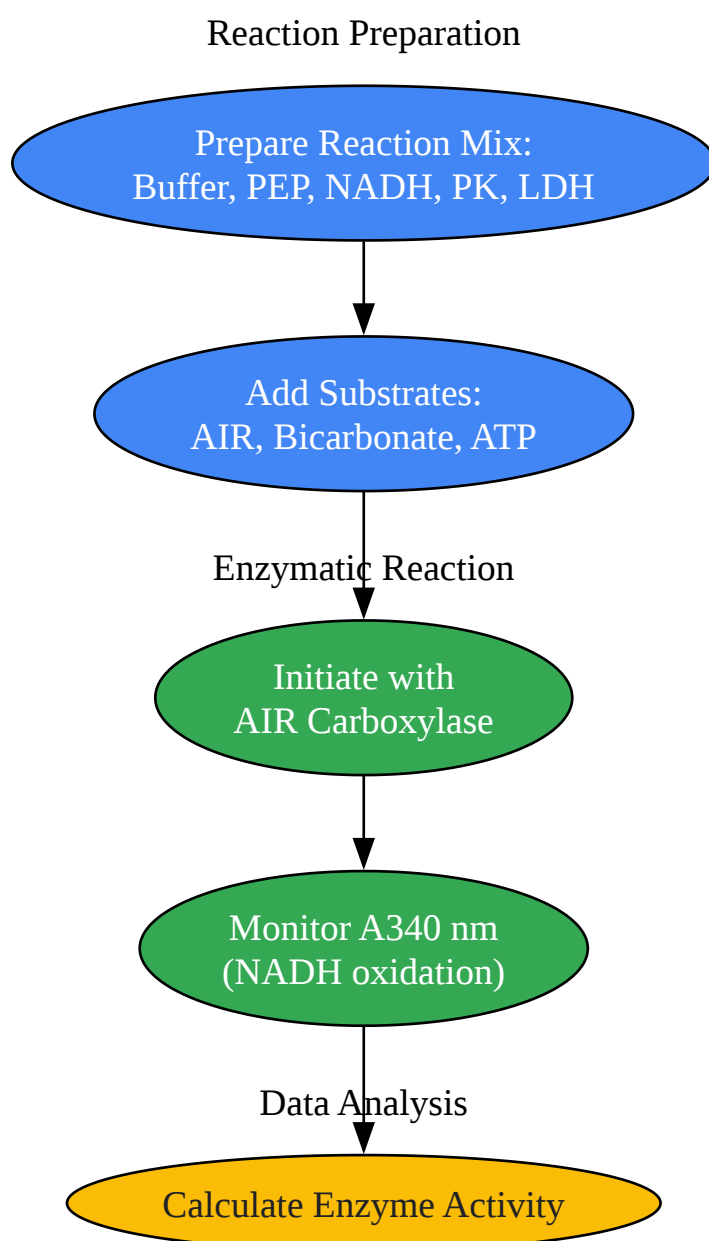 Reaction Preparation
Prepare Reaction Mix:
Buffer, PEP, NADH, PK, LDH
Add Substrates:
AIR, Bicarbonate, ATP
Enzymatic Reaction
Initiate with
AIR Carboxylase
Monitor A340 nm
(NADH oxidation)
Data Analysis
Calculate Enzyme Activity